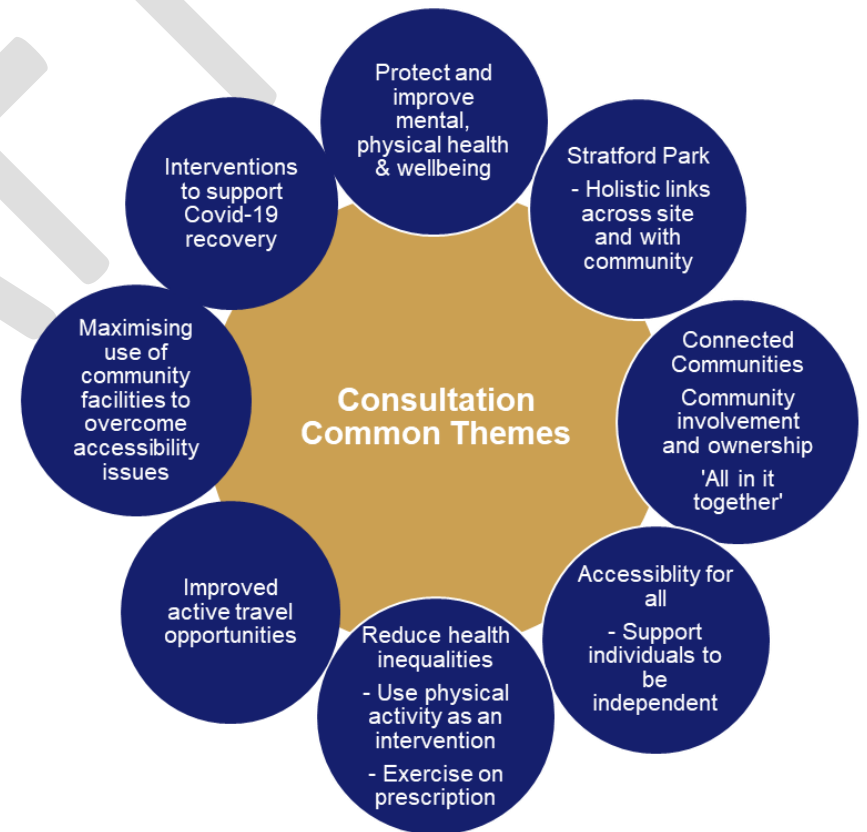 Protect and
improve
mental,
physical health
& wellbeing
Stratford Park
- Holistic links
across site
and with
community
Connected
Communities
Community
involvement
and ownership
'All in it
together'
Accessiblity for
all
- Support
individuals to
be
independent
Reduce health
inequalities
- Use physical
activity as an
intervention
- Exercise on
prescription
Improved
active travel
opportunities
Maximising
use of
community
facilities to
overcome
accessibility
issues
Interventions
to support
Covid-19
recovery
Consultation
Common Themes